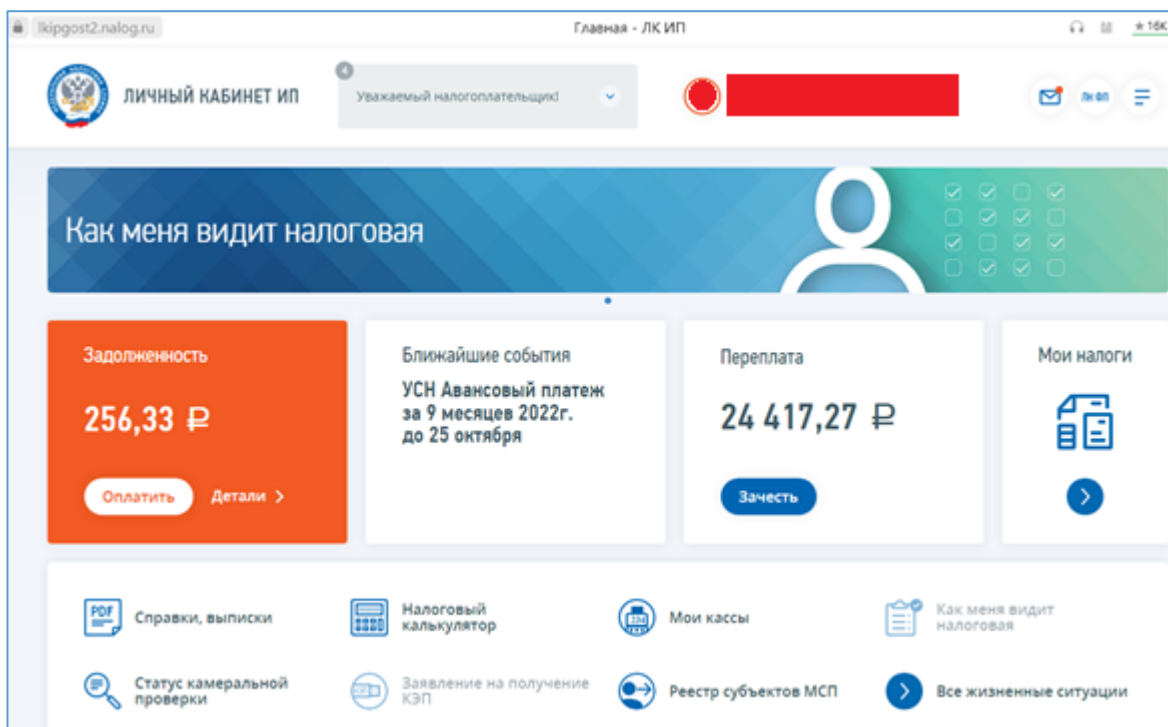 lkipgost2.nalog.ru
Главная - ЛК ИП
16K
ЛИЧНЫЙ КАБИНЕТ ИП
4
Уважаемый налогоплательщик!
ЛК ФЛ
Как меня видит налоговая
Задолженность
256,33 ₽
Оплатить
Детали
Ближайшие события
УСН Авансовый платеж
за 9 месяцев 2022г.
до 25 октября
Переплата
24 417,27 ₽
Зачесть
Мои налоги
PDF
Справки, выписки
Налоговый
калькулятор
Мои кассы
Как меня видит
налоговая
Статус камеральной
проверки
Заявление на получение
КЭП
Реестр субъектов МСП
Все жизненные ситуации